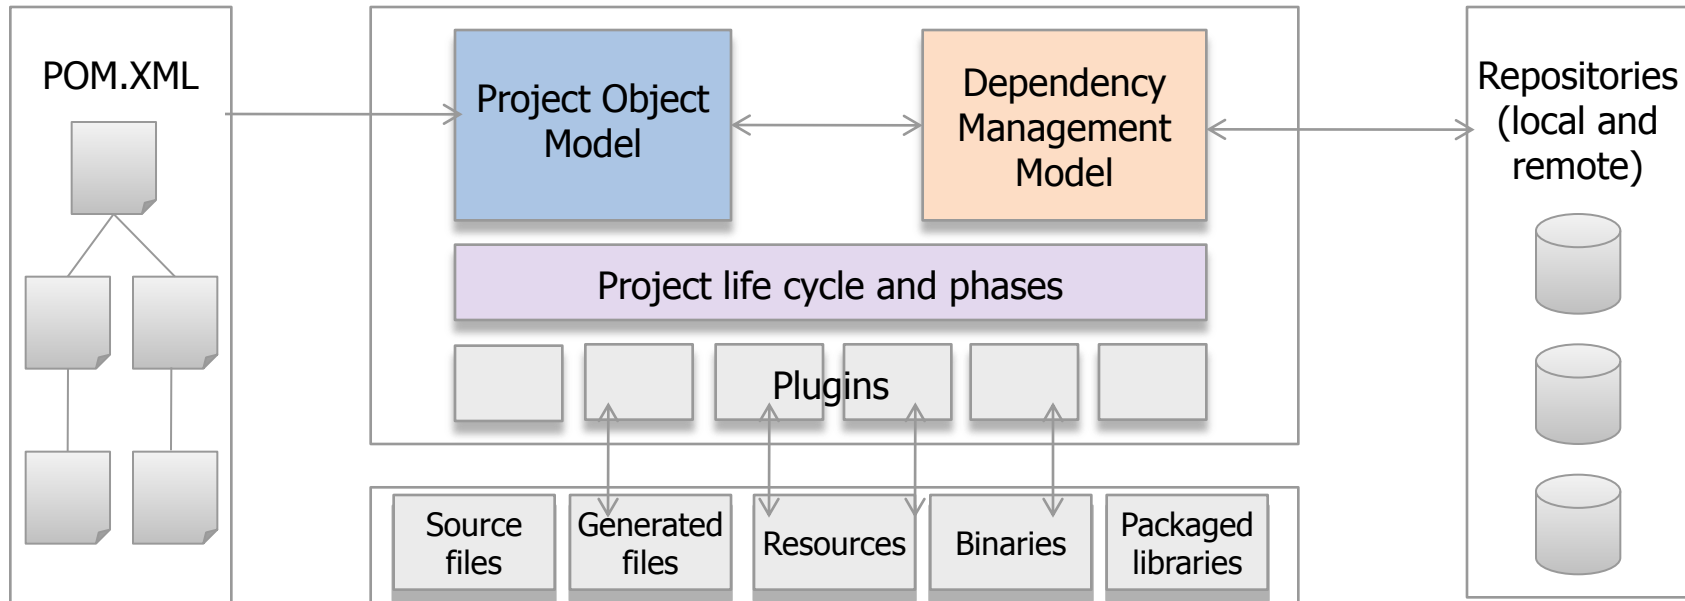 POM.XML
Project Object
Model
Dependency
Management
Model
Repositories
(local and
remote)
Project life cycle and phases
Plugins
Source
files
Generated
files
Resources
Binaries
Packaged
libraries